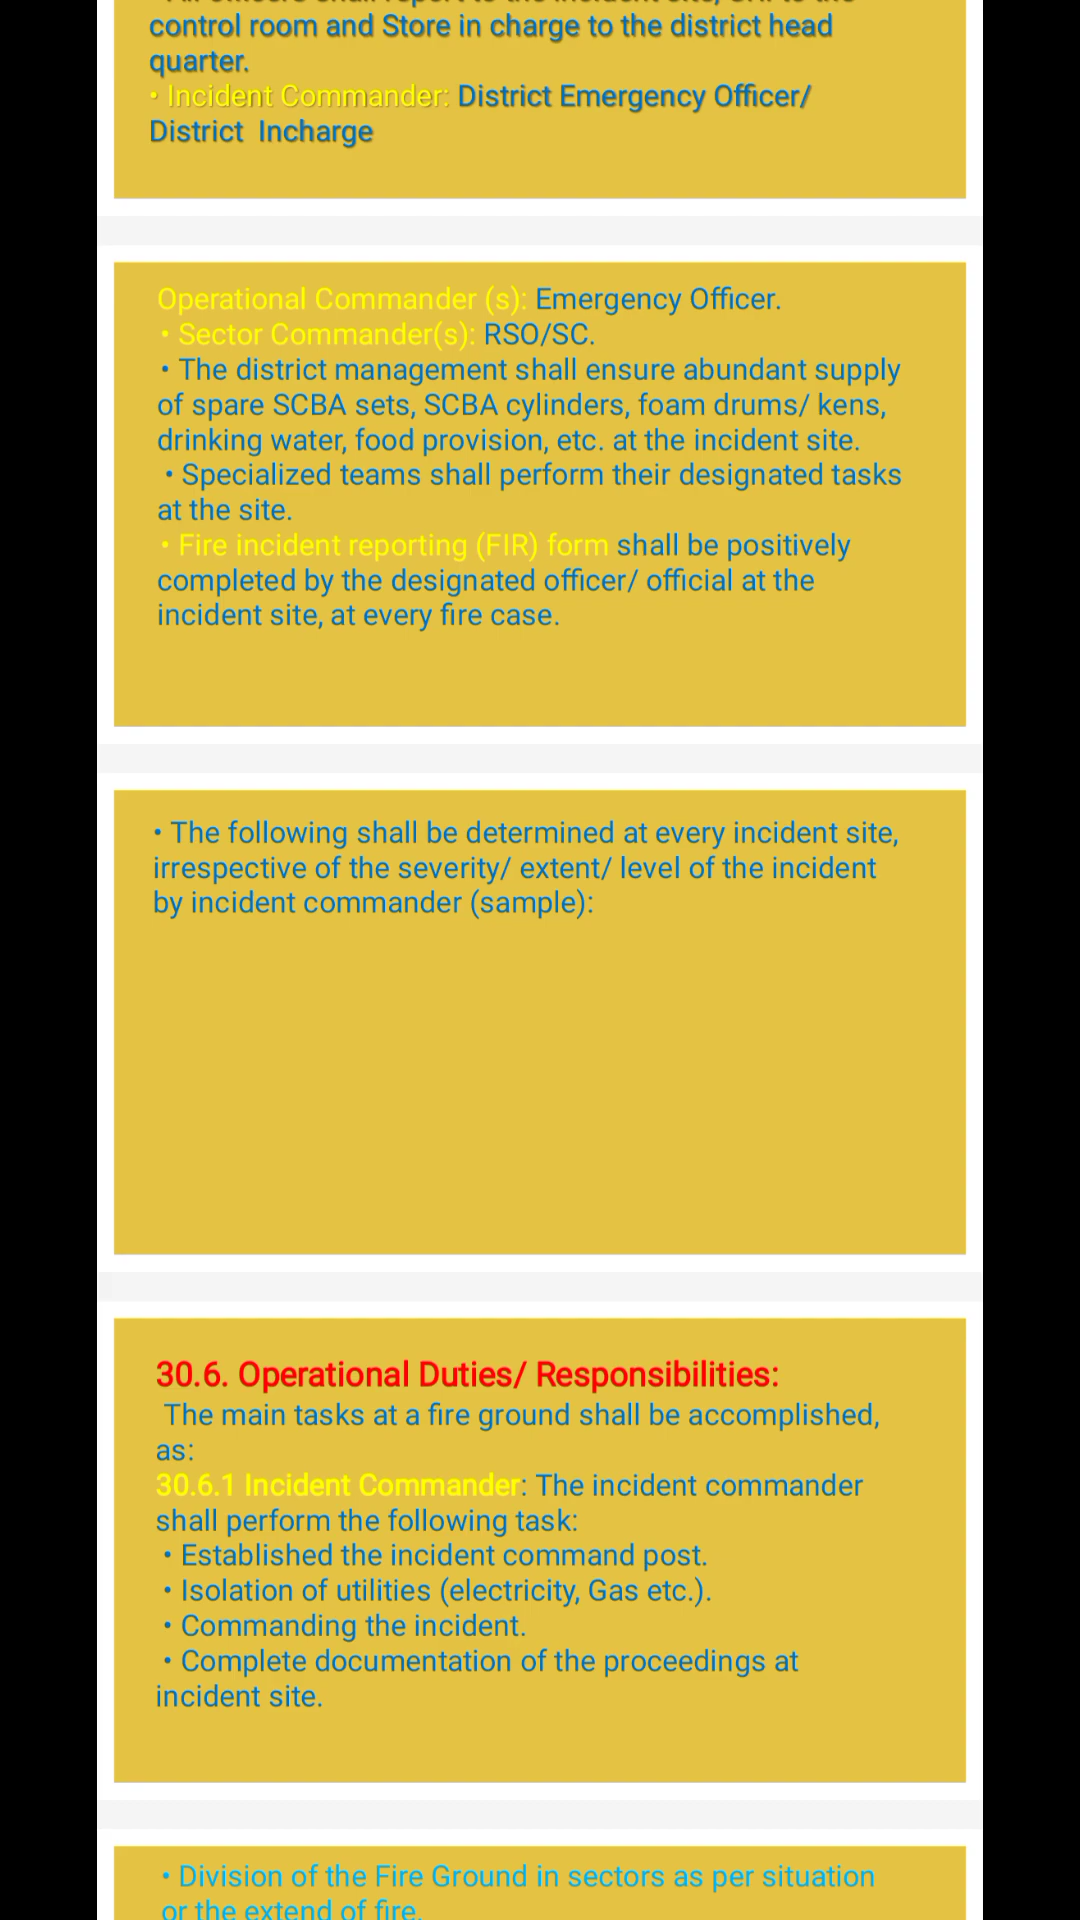 control room and Store in charge to the district head
quarter.
• Incident Commander: District Emergency Officer/
District  Incharge
Operational Commander (s): Emergency Officer.
• Sector Commander(s): RSO/SC.
• The district management shall ensure abundant supply
of spare SCBA sets, SCBA cylinders, foam drums/ kens,
drinking water, food provision, etc. at the incident site.
• Specialized teams shall perform their designated tasks
at the site.
• Fire incident reporting (FIR) form shall be positively
completed by the designated officer/ official at the
incident site, at every fire case.
• The following shall be determined at every incident site,
irrespective of the severity/ extent/ level of the incident
by incident commander (sample):
30.6. Operational Duties/ Responsibilities:
The main tasks at a fire ground shall be accomplished,
as:
30.6.1 Incident Commander: The incident commander
shall perform the following task:
• Established the incident command post.
• Isolation of utilities (electricity, Gas etc.).
• Commanding the incident.
• Complete documentation of the proceedings at
incident site.
• Division of the Fire Ground in sectors as per situation
or the extend of fire.